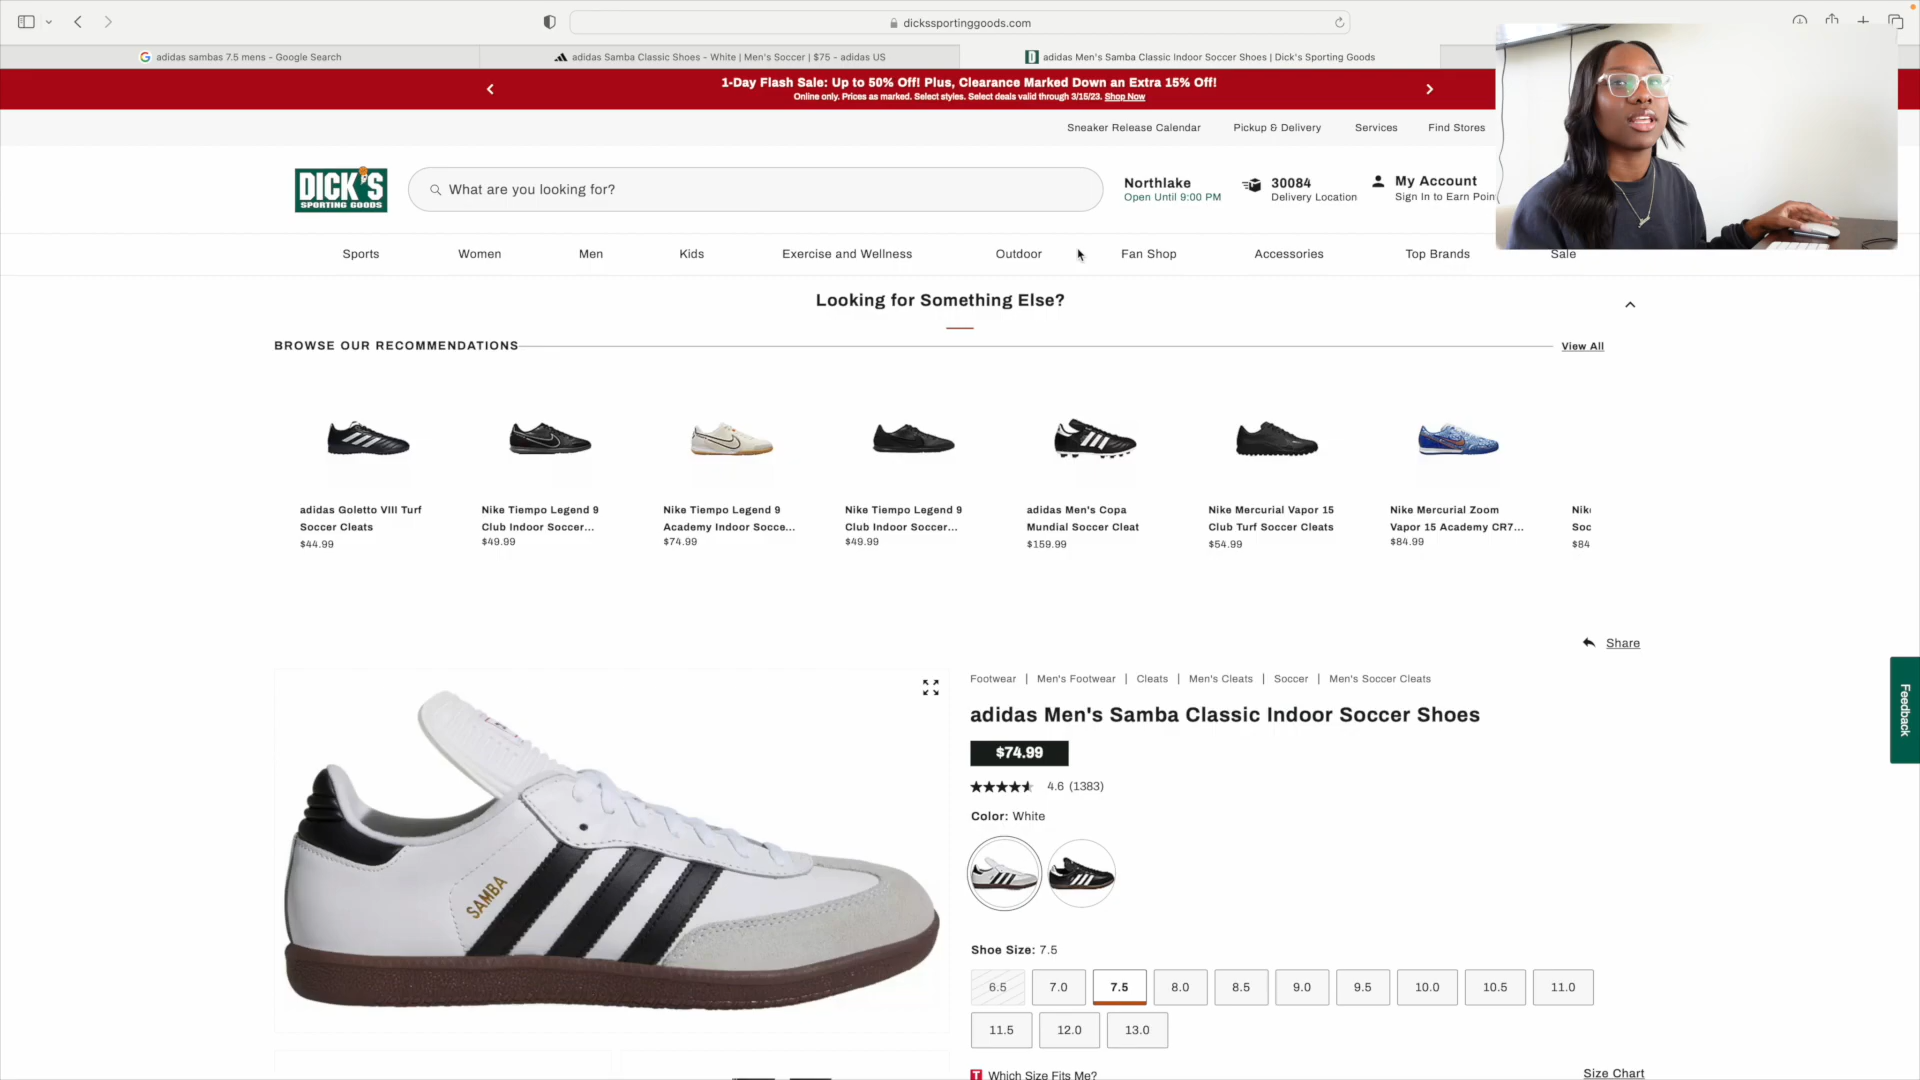 dickssportinggoods.com
adidas sambas 7.5 mens - Google Search
adidas Samba Classic Shoes - White | Men's Soccer | $75 - adidas US
adidas Men's Samba Classic Indoor Soccer Shoes | Dick's Sporting Goods
1-Day Flash Sale: Up to 50% Off! Plus, Clearance Marked Down an Extra 15% Off!
Online only. Prices as marked. Select styles. Select deals valid through 3/15/23. Shop Now
Sneaker Release Calendar
Pickup & Delivery
Services
Find Stores
DICK'S
SPORTING GOODS
What are you looking for?
Northlake
Open Until 9:00 PM
30084
Delivery Location
My Account
Sign In to Earn Poin
Sports
Women
Men
Kids
Exercise and Wellness
Outdoor
Fan Shop
Accessories
Top Brands
Sale
Looking for Something Else?
BROWSE OUR RECOMMENDATIONS
View All
adidas Goletto VIII Turf
Soccer Cleats
$44.99
Nike Tiempo Legend 9
Club Indoor Soccer...
$49.99
Nike Tiempo Legend 9
Academy Indoor Socce...
$74.99
Nike Tiempo Legend 9
Club Indoor Soccer...
$49.99
adidas Men's Copa
Mundial Soccer Cleat
$159.99
Nike Mercurial Vapor 15
Club Turf Soccer Cleats
$54.99
Nike Mercurial Zoom
Vapor 15 Academy CR7...
$84.99
Nik
Soc
$84
Share
Feedback
Footwear | Men's Footwear | Cleats | Men's Cleats | Soccer | Men's Soccer Cleats
adidas Men's Samba Classic Indoor Soccer Shoes
$74.99
4.6 (1383)
Color: White
SAMBA
Shoe Size: 7.5
6.5 7.0 7.5 8.0 8.5 9.0 9.5 10.0 10.5 11.0
11.5 12.0 13.0
Which Size Fits Me?
Size Chart